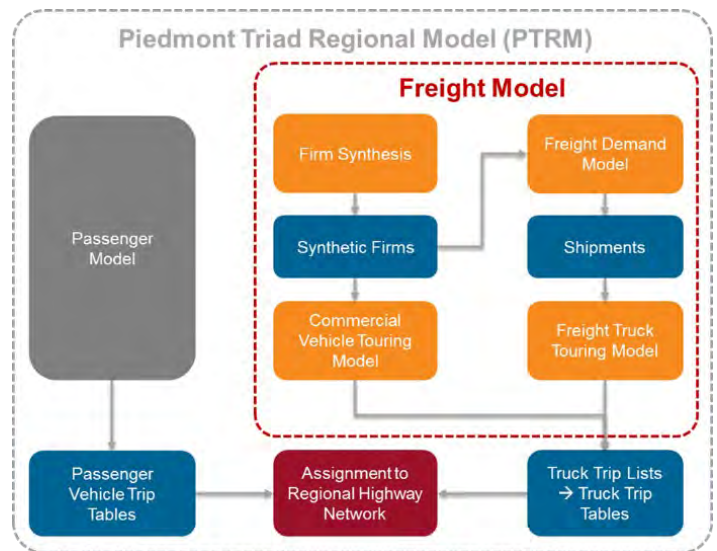 Piedmont Triad Regional Model (PTRM)
Freight Model
Passenger
Model
Firm Synthesis
Synthetic Firms
Commercial
Vehicle Touring
Model
Freight Demand
Model
Shipments
Freight Truck
Touring Model
Passenger
Vehicle Trip
Tables
Assignment to
Regional Highway
Network
Truck Trip Lists
→ Truck Trip
Tables